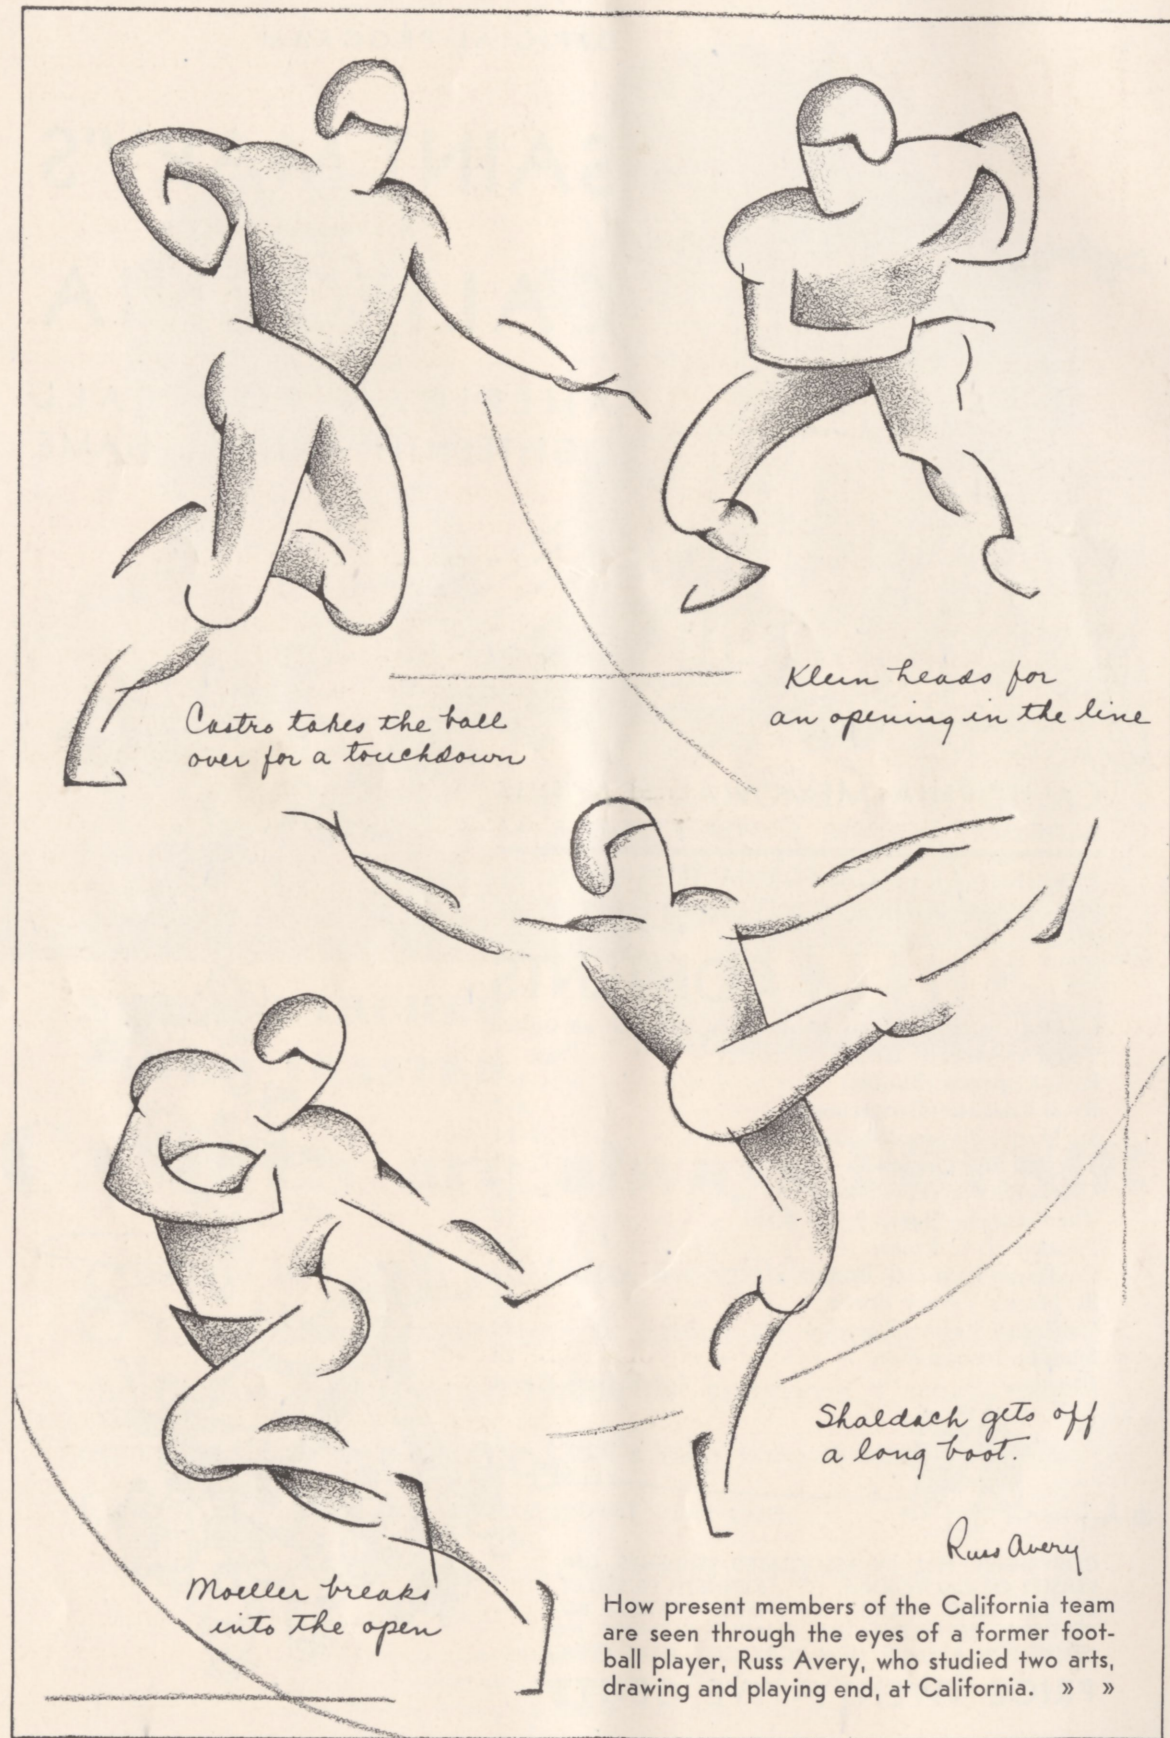 Castro takes the ball
over for a touchdown
Klein heads for
an opening in the line
Moeller breaks
into the open
Shaldach gets off
a long boot.
Russ Avery
How present members of the California team
are seen through the eyes of a former foot-
ball player, Russ Avery, who studied two arts,
drawing and playing end, at California. » »